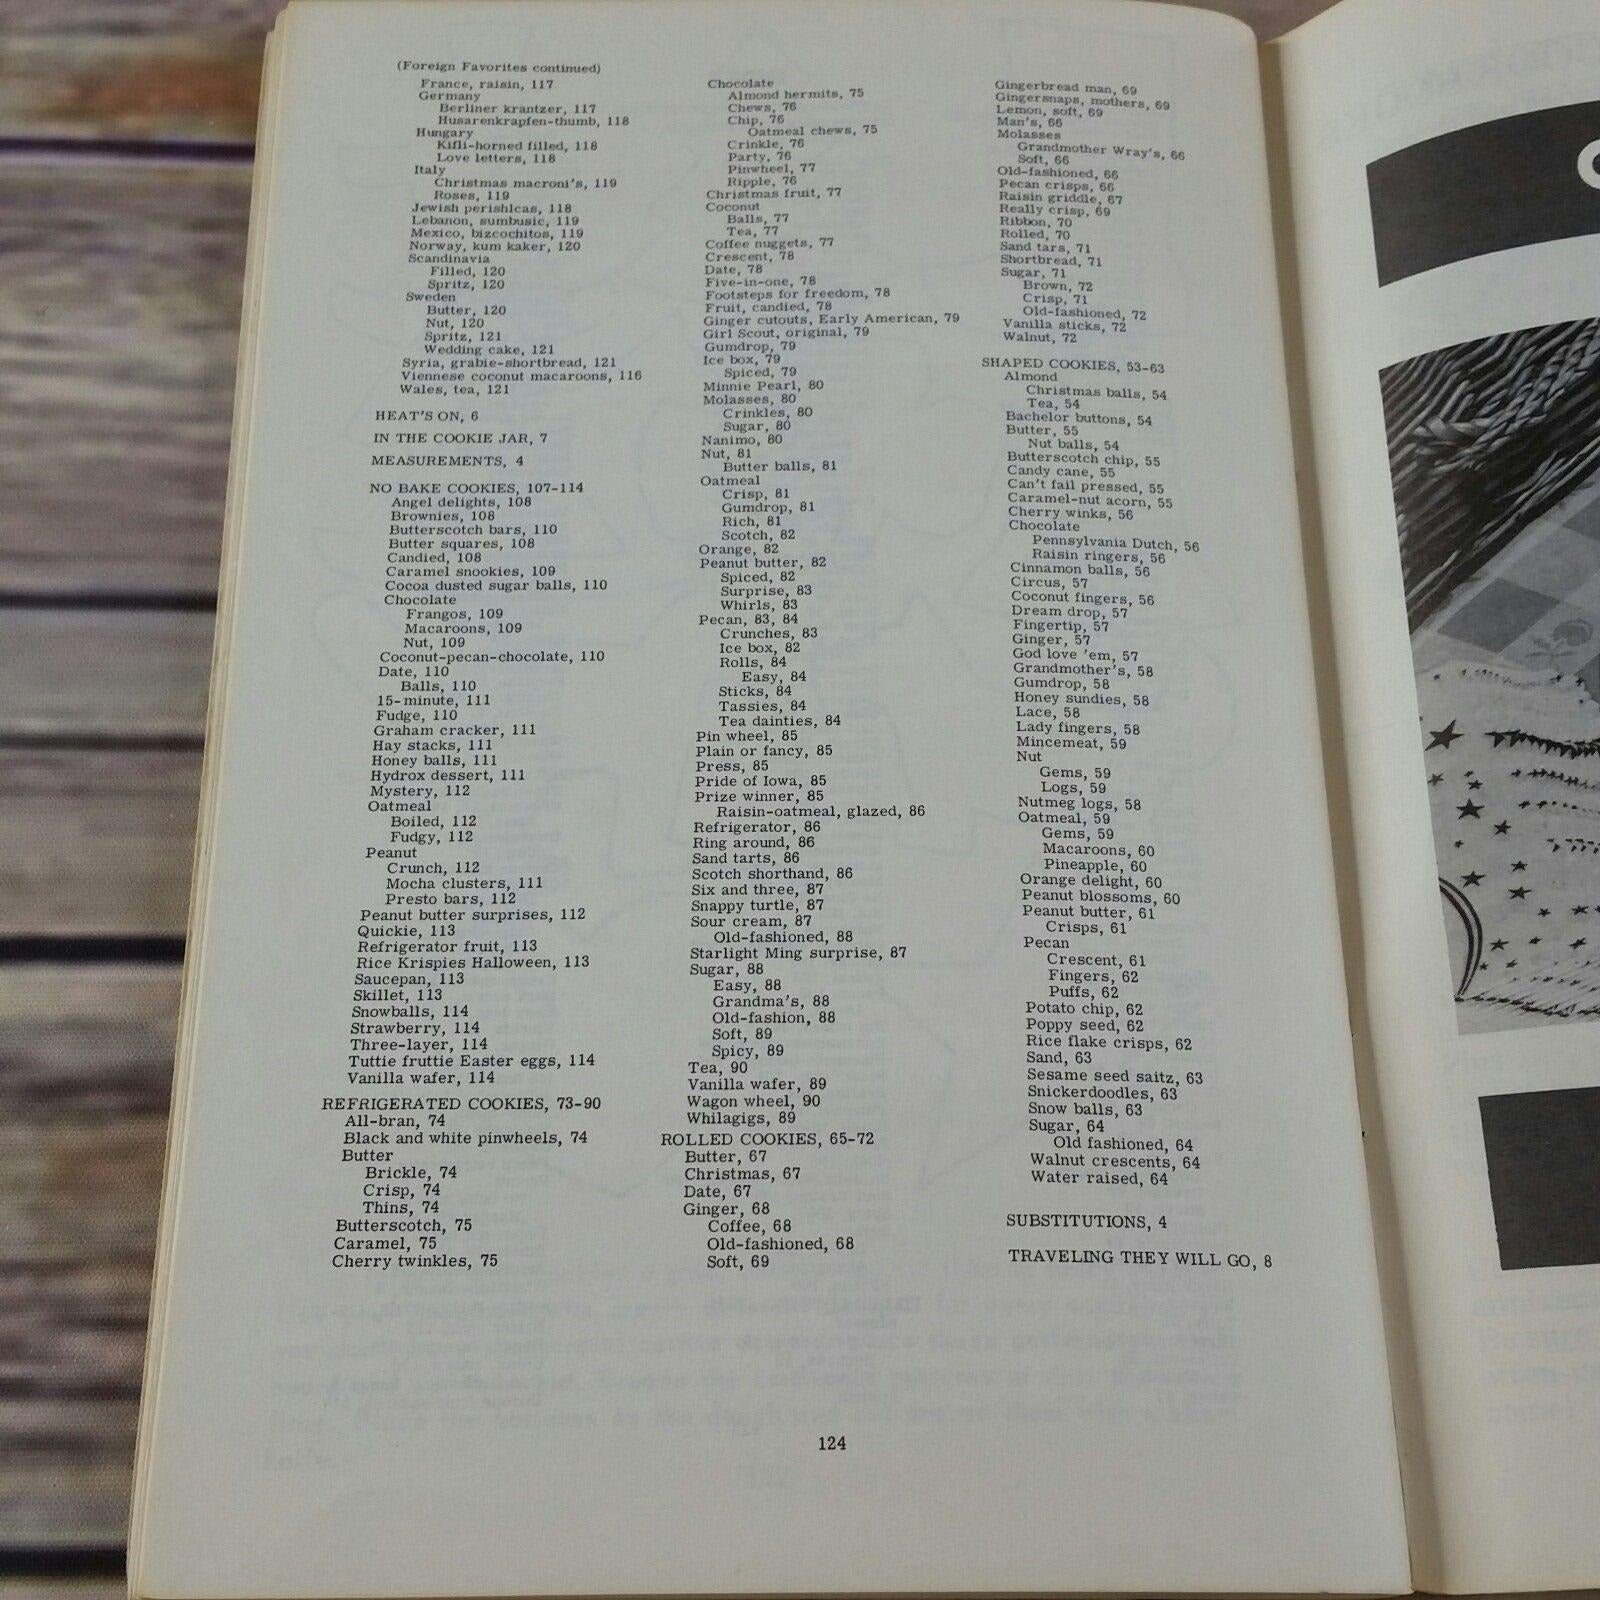 (Foreign Favorites continued)
France, raisin, 117
Germany
Berliner krantzer, 117
Husarenkrapfen-thumb, 118
Hungary
Kifli-horned filled, 118
Love letters, 118
Italy
Christmas macroni's, 119
Roses, 119
Jewish perishlcas, 118
Lebanon, sumbusic, 119
Mexico, bizcochitos, 119
Norway, kum kaker, 120
Scandinavia
Filled, 120
Spritz, 120
Sweden
Butter, 120
Nut, 120
Spritz, 121
Wedding cake, 121
Syria, grabie-shortbread, 121
Viennese coconut macaroons, 116
Wales, tea, 121
HEAT'S ON, 6
IN THE COOKIE JAR, 7
MEASUREMENTS, 4
NO BAKE COOKIES, 107-114
Angel delights, 108
Brownies, 108
Butterscotch bars, 110
Butter squares, 108
Candied, 108
Caramel snookies, 109
Cocoa dusted sugar balls, 110
Chocolate
Frangos, 109
Macaroons, 109
Nut, 109
Coconut-pecan-chocolate, 110
Date, 110
Balls, 110
15-minute, 111
Fudge, 110
Graham cracker, 111
Hay stacks, 111
Honey balls, 111
Hydrox dessert, 111
Mystery, 112
Oatmeal
Boiled, 112
Fudgy, 112
Peanut
Crunch, 112
Mocha clusters, 111
Presto bars, 112
Peanut butter surprises, 112
Quickie, 113
Refrigerator fruit, 113
Rice Krispies Halloween, 113
Saucepan, 113
Skillet, 113
Snowballs, 114
Strawberry, 114
Three-layer, 114
Tuttie fruttie Easter eggs, 114
Vanilla wafer, 114
REFRIGERATED COOKIES, 73-90
All-bran, 74
Black and white pinwheels, 74
Butter
Brickle, 74
Crisp, 74
Thins, 74
Butterscotch, 75
Caramel, 75
Cherry twinkles, 75
Chocolate
Almond hermits, 75
Chews, 76
Chip, 76
Oatmeal chews, 75
Crinkle, 76
Party, 76
Pinwheel, 77
Ripple, 76
Christmas fruit, 77
Coconut
Balls, 77
Tea, 77
Coffee nuggets, 77
Crescent, 78
Date, 78
Five-in-one, 78
Footsteps for freedom, 78
Fruit, candied, 78
Ginger cutouts, Early American, 79
Girl Scout, original, 79
Gumdrop, 79
Ice box, 79
Spiced, 79
Minnie Pearl, 80
Molasses, 80
Crinkles, 80
Sugar, 80
Nanimo, 80
Nut, 81
Butter balls, 81
Oatmeal
Crisp, 81
Gumdrop, 81
Rich, 81
Scotch, 82
Orange, 82
Peanut butter, 82
Spiced, 82
Surprise, 83
Whirls, 83
Pecan, 83, 84
Crunches, 83
Ice box, 82
Rolls, 84
Easy, 84
Sticks, 84
Tassies, 84
Tea dainties, 84
Pin wheel, 85
Plain or fancy, 85
Press, 85
Pride of Iowa, 85
Prize winner, 85
Raisin-oatmeal, glazed, 86
Refrigerator, 86
Ring around, 86
Sand tarts, 86
Scotch shorthand, 86
Six and three, 87
Snappy turtle, 87
Sour cream, 87
Old-fashioned, 88
Starlight Ming surprise, 87
Sugar, 88
Easy, 88
Grandma's, 88
Old-fashion, 88
Soft, 89
Spicy, 89
Tea, 90
Vanilla wafer, 89
Wagon wheel, 90
Whilagigs, 89
ROLLED COOKIES, 65-72
Butter, 67
Christmas, 67
Date, 67
Ginger, 68
Coffee, 68
Old-fashioned, 68
Soft, 69
Gingerbread man, 69
Gingersnaps, mothers, 69
Lemon, soft, 69
Man's, 66
Molasses
Grandmother Wray's, 66
Soft, 66
Old-fashioned, 66
Pecan crisps, 66
Raisin griddle, 67
Really crisp, 69
Ribbon, 70
Rolled, 70
Sand tars, 71
Shortbread, 71
Sugar, 71
Brown, 72
Crisp, 71
Old-fashioned, 72
Vanilla sticks, 72
Walnut, 72
SHAPED COOKIES, 53-63
Almond
Christmas balls, 54
Tea, 54
Bachelor buttons, 54
Butter, 55
Nut balls, 54
Butterscotch chip, 55
Candy cane, 55
Can't fail pressed, 55
Caramel-nut acorn, 55
Cherry winks, 56
Chocolate
Pennsylvania Dutch, 56
Raisin ringers, 56
Cinnamon balls, 56
Circus, 57
Coconut fingers, 56
Dream drop, 57
Fingertip, 57
Ginger, 57
God love 'em, 57
Grandmother's, 58
Gumdrop, 58
Honey sundies, 58
Lace, 58
Lady fingers, 58
Mincemeat, 59
Nut
Gems, 59
Logs, 59
Nutmeg logs, 58
Oatmeal, 59
Gems, 59
Macaroons, 60
Pineapple, 60
Orange delight, 60
Peanut blossoms, 60
Peanut butter, 61
Crisps, 61
Pecan
Crescent, 61
Fingers, 62
Puffs, 62
Potato chip, 62
Poppy seed, 62
Rice flake crisps, 62
Sand, 63
Sesame seed saitz, 63
Snickerdoodles, 63
Snow balls, 63
Sugar, 64
Old fashioned, 64
Walnut crescents, 64
Water raised, 64
SUBSTITUTIONS, 4
TRAVELING THEY WILL GO, 8
124